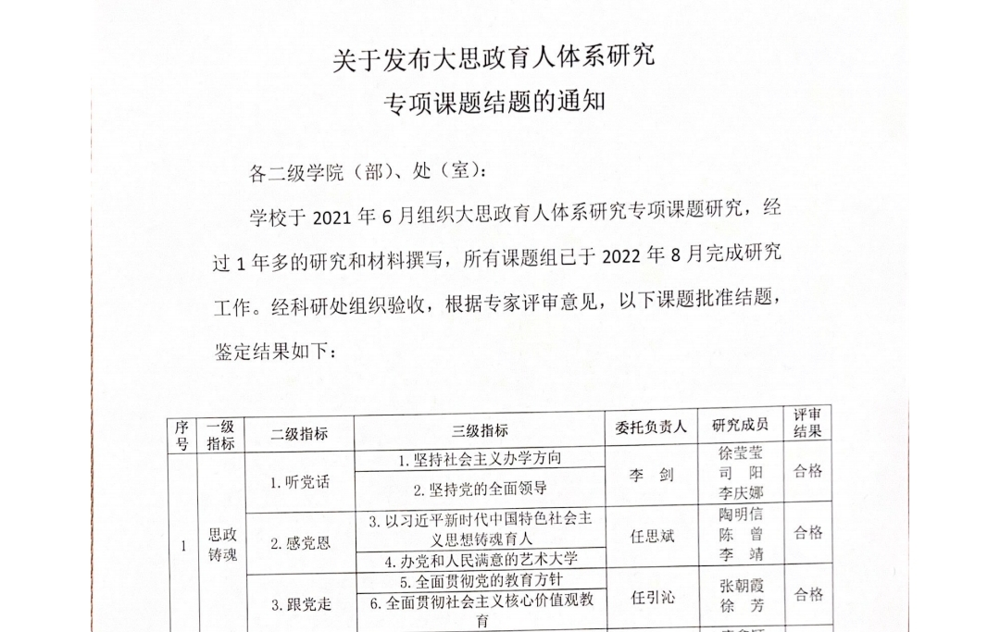 关于发布大思政育人体系研究
专项课题结题的通知
各二级学院（部）、处（室）：
学校于 2021 年 6 月组织大思政育人体系研究专项课题研究，经
过 1 年多的研究和材料撰写，所有课题组已于 2022 年 8 月完成研究
工作。经科研处组织验收，根据专家评审意见，以下课题批准结题，
鉴定结果如下：
序号 一级指标 二级指标 三级指标 委托负责人 研究成员 评审结果
1 思政铸魂
1.听党话
1.坚持社会主义办学方向
2.坚持党的全面领导
李 剑
徐莹莹
司 阳
李庆娜
合格
2.感党恩
3.以习近平新时代中国特色社会主
义思想铸魂育人
4.办党和人民满意的艺术大学
任思斌
陶明信
陈 曾
李 靖
合格
3.跟党走
5.全面贯彻党的教育方针
6.全面贯彻社会主义核心价值观教
育
任引沁
张朝霞
徐 芳
合格